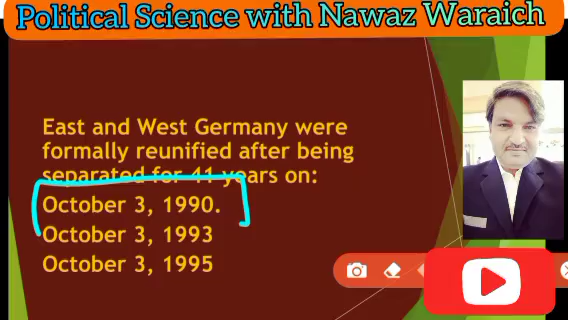 Political Science with Nawaz Waraich
East and West Germany were
formally reunified after being
separated for 41 years on:
October 3, 1990.
October 3, 1993
October 3, 1995